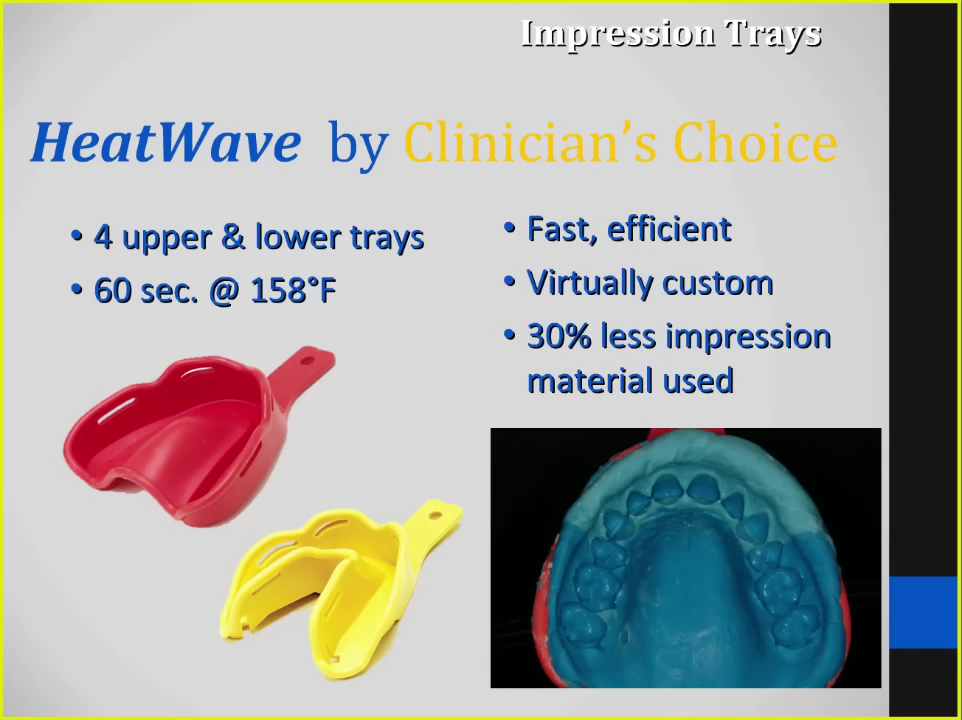 Impression Trays
HeatWave by Clinician's Choice
• 4 upper & lower trays
• 60 sec. @ 158°F
• Fast, efficient
• Virtually custom
• 30% less impression
material used